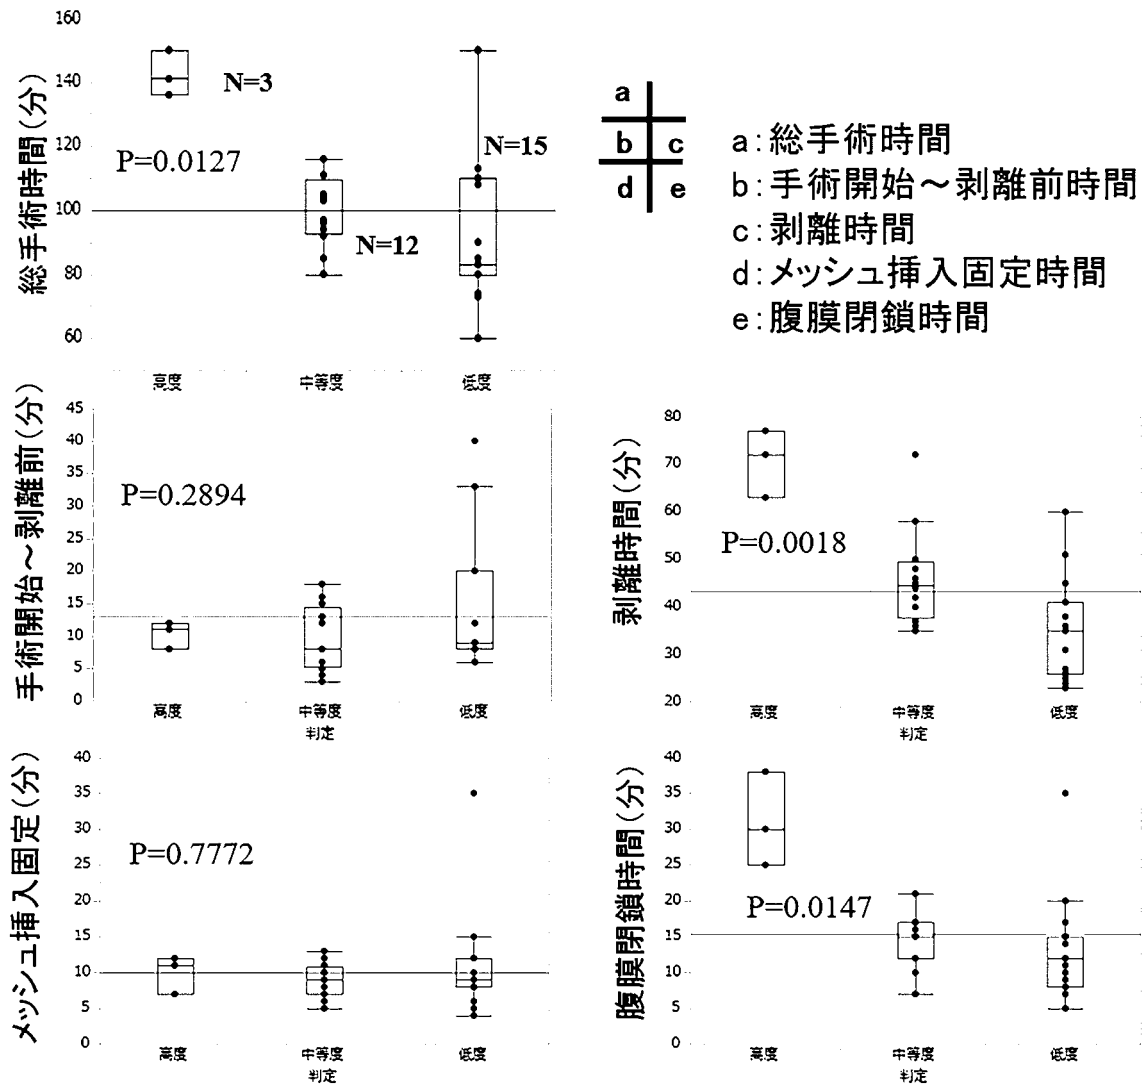 総手術時間(分)
160
140
120
100
80
60
P=0.0127
N=3
N=12
N=15
高度
中等度
低度
a
b c
d e
a:総手術時間
b:手術開始~剥離前時間
c:剥離時間
d:メッシュ挿入固定時間
e:腹膜閉鎖時間
手術開始~剥離前(分)
45
40
35
30
25
20
15
10
5
0
P=0.2894
高度
中等度
低度
判定
剥離時間(分)
80
70
60
50
40
30
20
P=0.0018
高度
中等度
低度
判定
メッシュ挿入固定(分)
40
35
30
25
20
15
10
5
0
P=0.7772
高度
中等度
低度
判定
腹膜閉鎖時間(分)
40
35
30
25
20
15
10
5
0
P=0.0147
高度
中等度
低度
判定